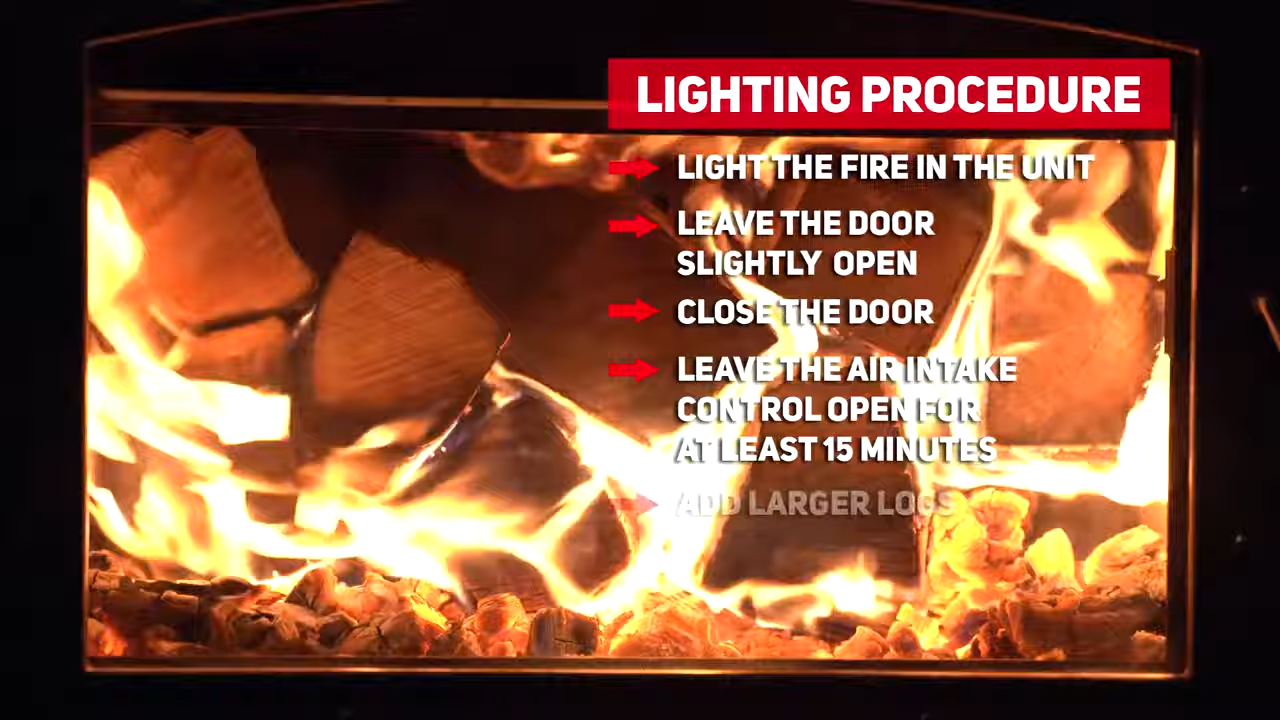 LIGHTING PROCEDURE
LIGHT THE FIRE IN THE UNIT
LEAVE THE DOOR
SLIGHTLY OPEN
CLOSE THE DOOR
LEAVE THE AIR INTAKE
CONTROL OPEN FOR
AT LEAST 15 MINUTES
ADD LARGER LOGS